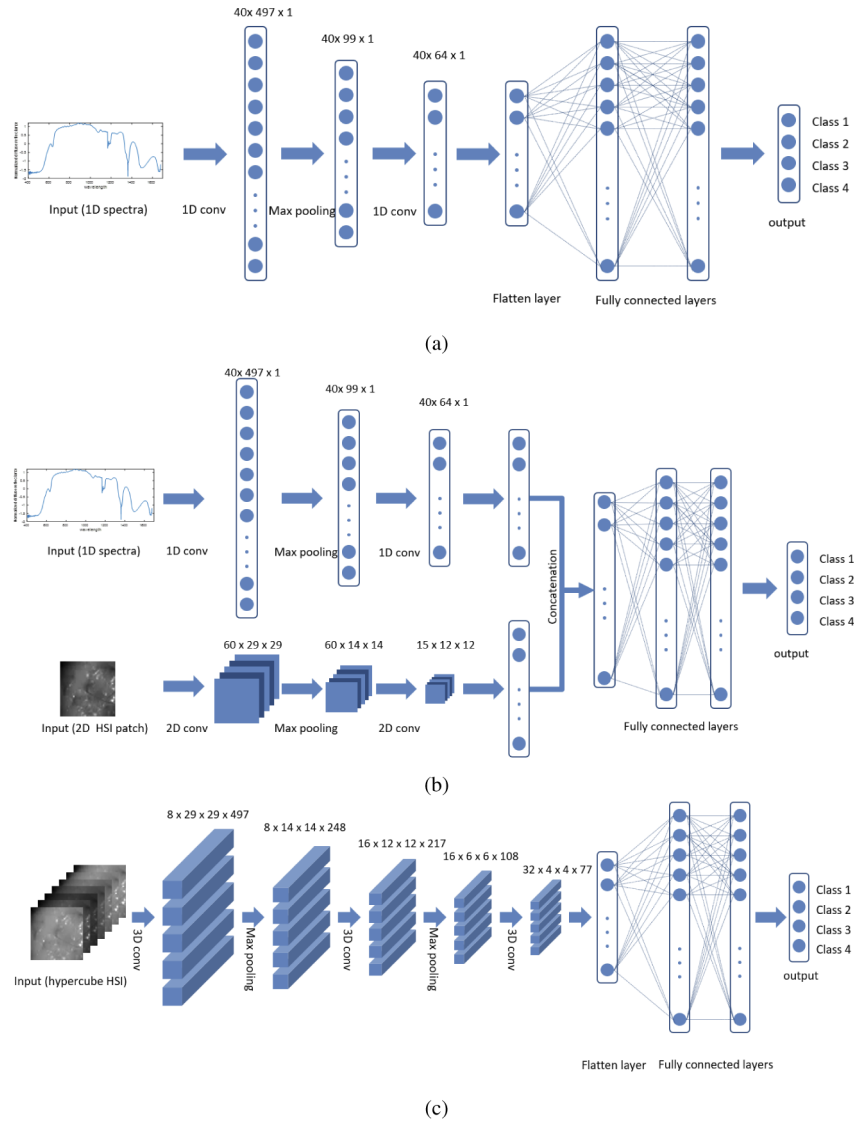 40x 497 x 1
40x 99 x 1
40x 64 x 1
wavelength
Input (1D spectra)
1D conv
Max pooling
1D conv
Class 1
Class 2
Class 3
Class 4
output
Flatten layer
Fully connected layers
(a)
40x 497 x 1
40x 99 x 1
40x 64 x 1
wavelength
Input (1D spectra)
1D conv
Max pooling
1D conv
Concatenation
Class 1
Class 2
Class 3
Class 4
output
60 x 29 x 29
60 x 14 x 14
15 x 12 x 12
Input (2D HSI patch)
2D conv
Max pooling
2D conv
Fully connected layers
(b)
8 x 29 x 29 x 497
8 x 14 x 14 x 248
16 x 12 x 12 x 217
16 x 6 x 6 x 108
32 x 4 x 4 x 77
Input (hypercube HSI)
3D conv
Max pooling
3D conv
Max pooling
3D conv
Class 1
Class 2
Class 3
Class 4
output
Flatten layer
Fully connected layers
(c)